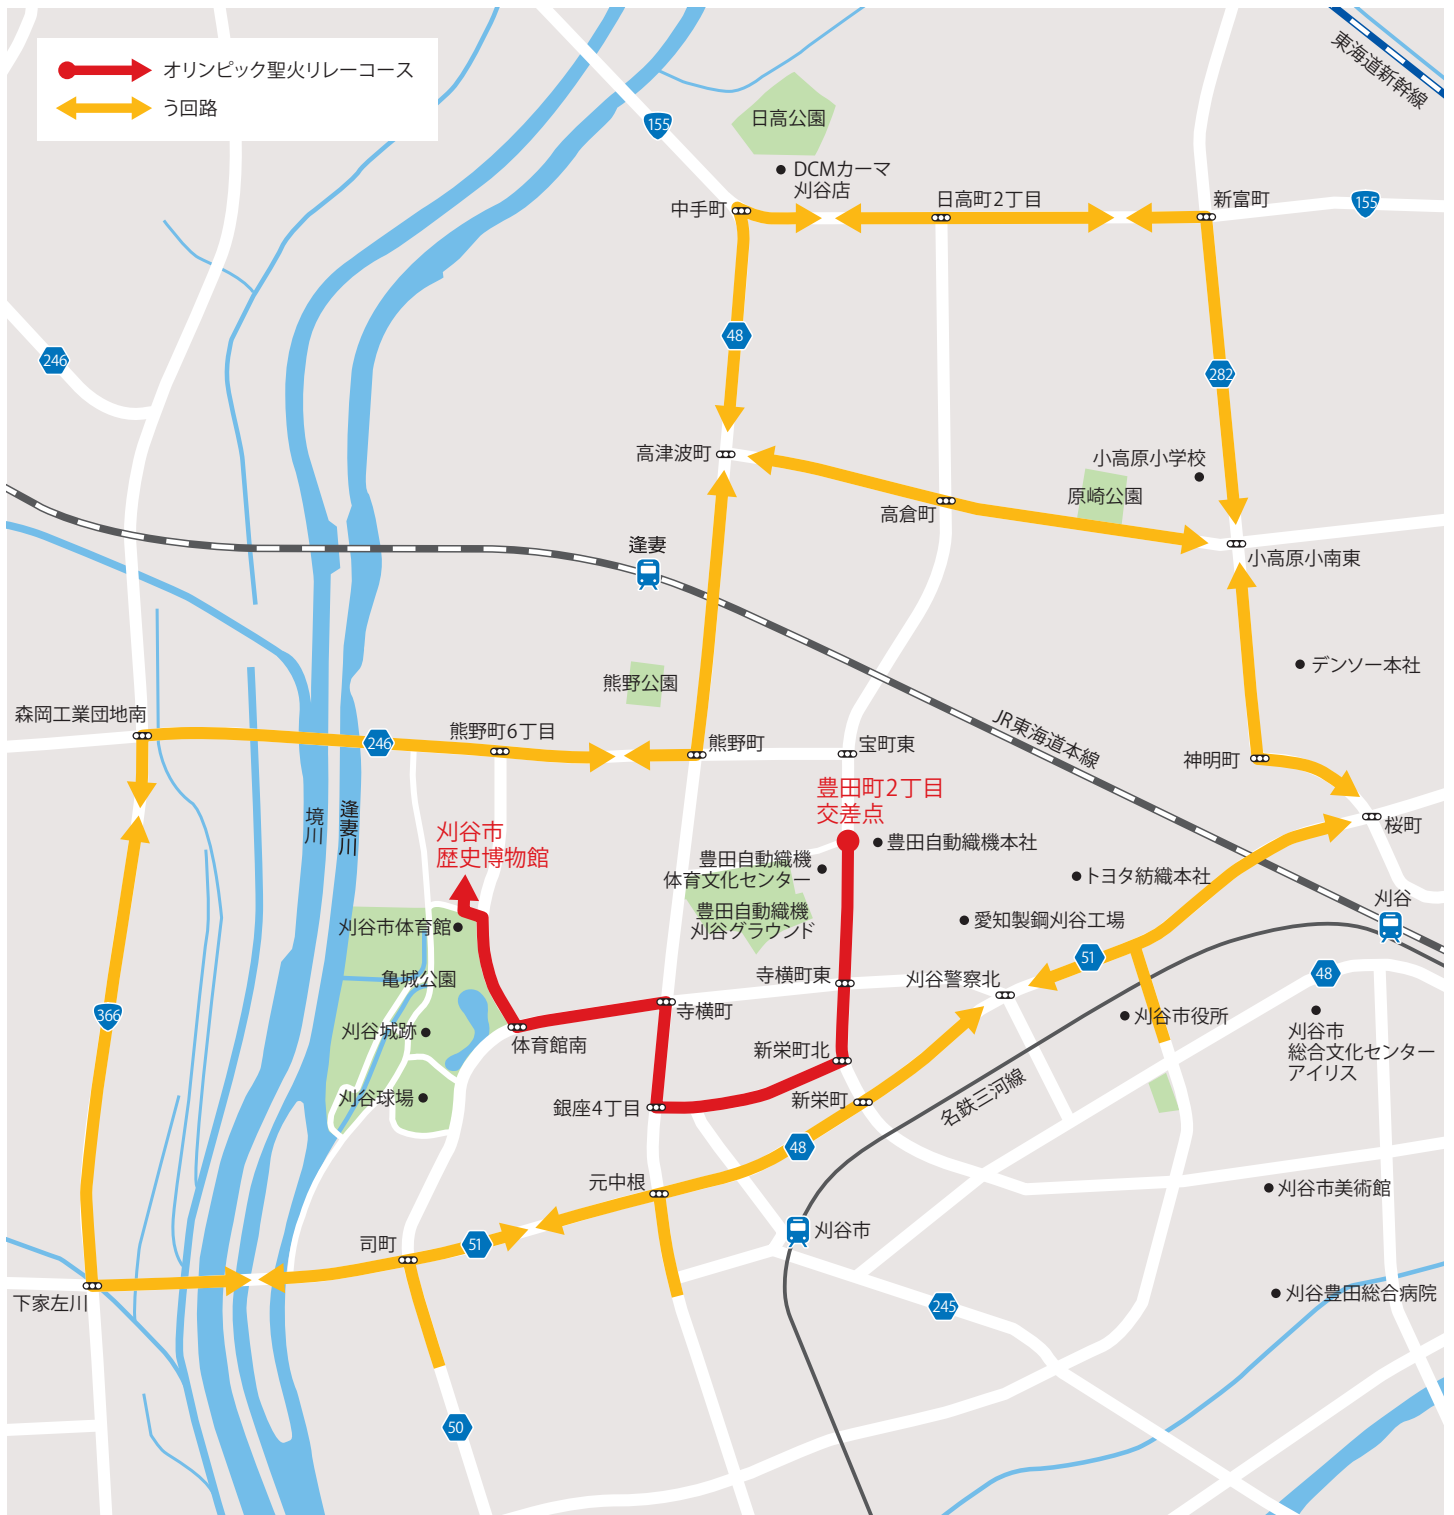 オリンピック聖火リレーコース
う回路
東海道新幹線
155
日高公園
DCMカーマ
刈谷店
中手町
日高町2丁目
新富町
155
48
246
282
高津波町
小高原小学校
原崎公園
高倉町
小高原小南東
逢妻
デンソー本社
熊野公園
森岡工業団地南
246
熊野町6丁目
熊野町
宝町東
JR東海道本線
神明町
桜町
境川
逢妻川
豊田町2丁目
交差点
刈谷市
歴史博物館
豊田自動織機本社
豊田自動織機
体育文化センター
トヨタ紡織本社
豊田自動織機
刈谷グラウンド
愛知製鋼刈谷工場
刈谷
刈谷市体育館
亀城公園
寺横町東
刈谷警察北
51
48
366
寺横町
刈谷城跡
体育館南
刈谷市役所
刈谷市
総合文化センター
アイリス
新栄町北
刈谷球場
銀座4丁目
新栄町
名鉄三河線
48
元中根
刈谷市美術館
司町
51
刈谷市
下家左川
245
刈谷豊田総合病院
50